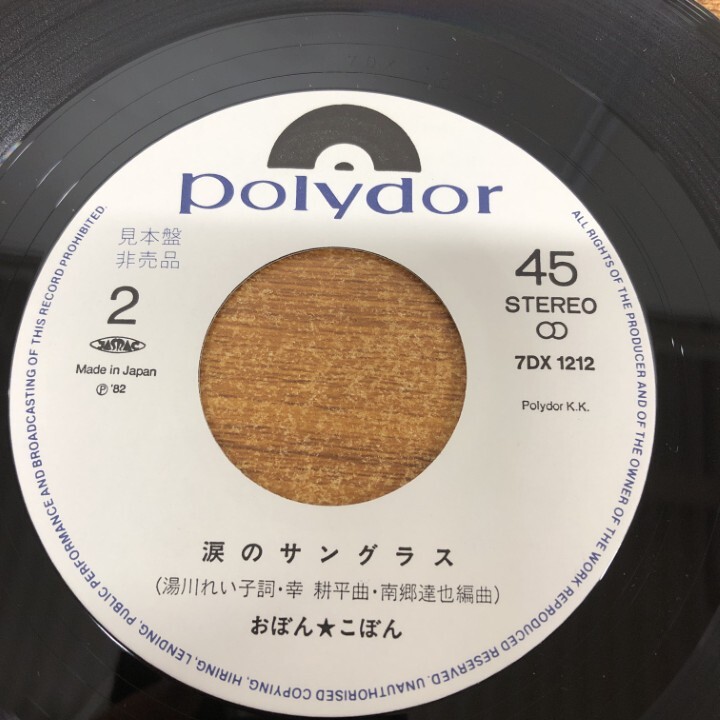 polydor
見本盤
非売品
2
JASRAC
Made in Japan
Ⓟ '82
45
STEREO
7DX 1212
Polydor K.K.
涙のサングラス
(湯川れい子詞・幸 耕平曲・南郷達也編曲)
おぼん★こぼん
ALL RIGHTS OF THE PRODUCER AND OF THE OWNER OF THE WORK REPRODUCED RESERVED. UNAUTHORISED COPYING, HIRING, LENDING, PUBLIC PERFORMANCE AND BROADCASTING OF THIS RECORD PROHIBITED.